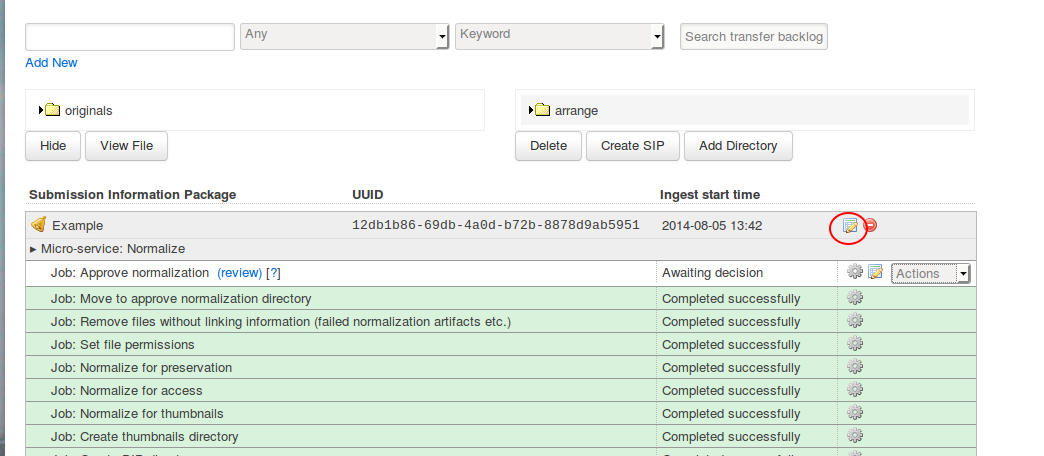 Any Keyword Search transfer backlog
Add New
originals arrange
Hide View File Delete Create SIP Add Directory
Submission Information Package UUID Ingest start time
Example 12db1b86-69db-4a0d-b72b-8878d9ab5951 2014-08-05 13:42
Micro-service: Normalize
Job: Approve normalization (review) [?] Awaiting decision Actions
Job: Move to approve normalization directory Completed successfully
Job: Remove files without linking information (failed normalization artifacts etc.) Completed successfully
Job: Set file permissions Completed successfully
Job: Normalize for preservation Completed successfully
Job: Normalize for access Completed successfully
Job: Normalize for thumbnails Completed successfully
Job: Create thumbnails directory Completed successfully